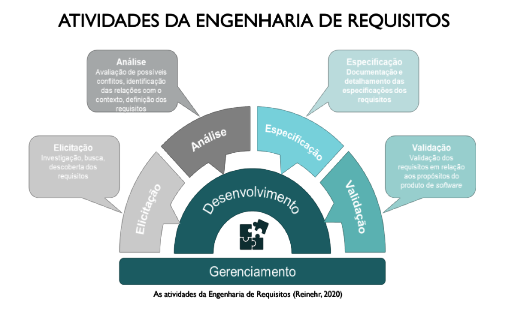 ATIVIDADES DA ENGENHARIA DE REQUISITOS
Análise
Avaliação de possíveis
conflitos, identificação
das relações com o
contexto, definição dos
requisitos
Especificação
Documentação e
detalhamento das
especificações dos
requisitos
Elicitação
Investigação, busca,
descoberta dos
requisitos
Validação
Validação dos
requisitos em relação
aos propósitos do
produto de software
Elicitação
Análise
Especificação
Validação
Desenvolvimento
Gerenciamento
As atividades da Engenharia de Requisitos (Reinehr, 2020)